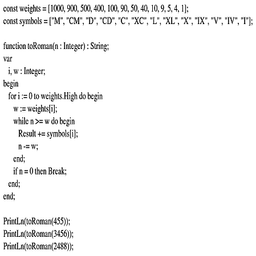 const weights = [1000, 900, 500, 400, 100, 90, 50, 40, 10, 9, 5, 4, 1];
const symbols = ["M", "CM", "D", "CD", "C", "XC", "L", "XL", "X", "IX", "V", "IV", "I"];
function toRoman(n : Integer) : String;
var
i, w : Integer;
begin
for i := 0 to weights.High do begin
w := weights[i];
while n >= w do begin
Result += symbols[i];
n -= w;
end;
if n = 0 then Break;
end;
end;
PrintLn(toRoman(455));
PrintLn(toRoman(3456));
PrintLn(toRoman(2488));